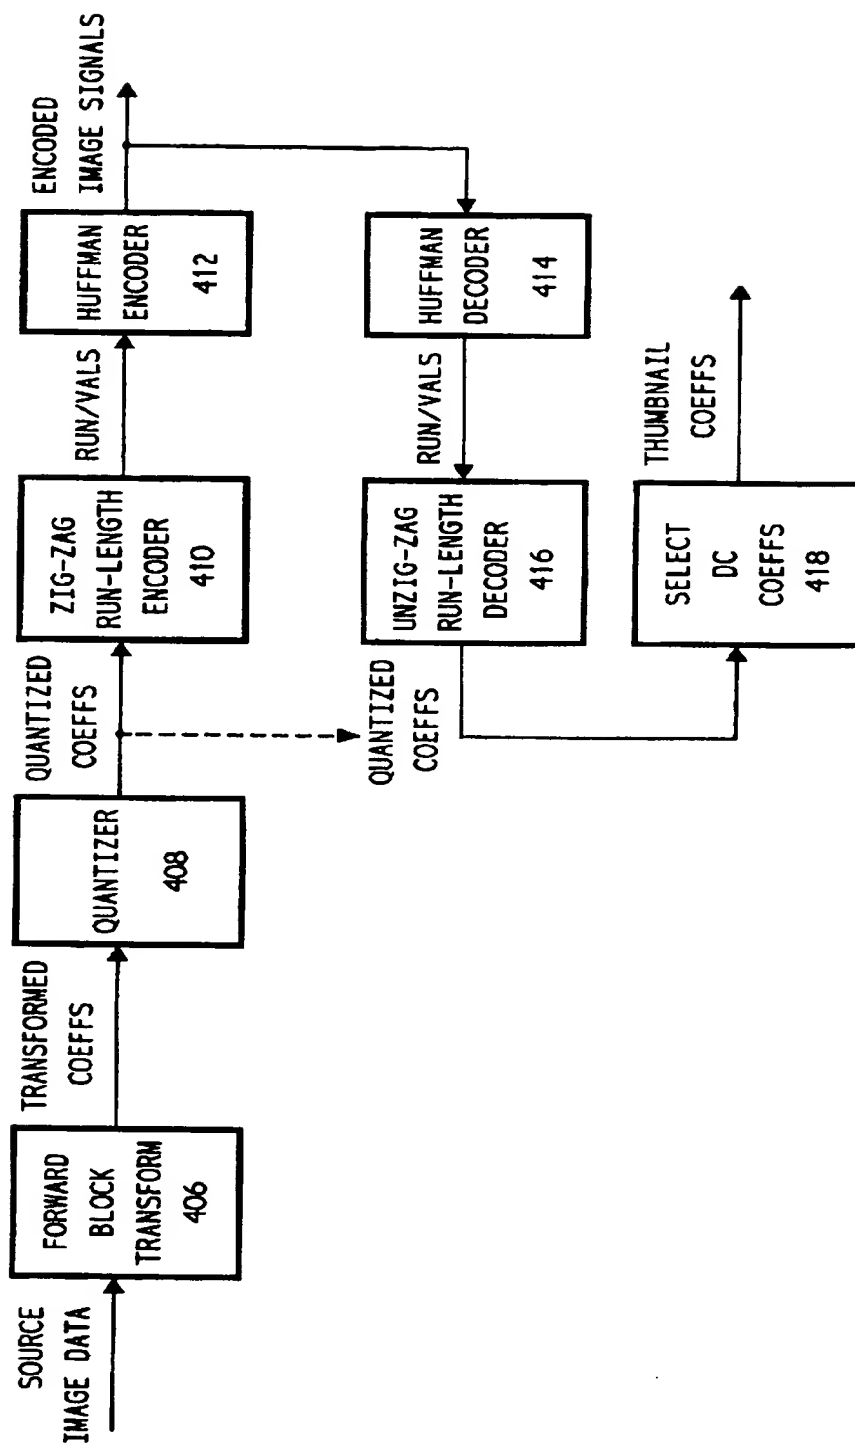 SOURCE
IMAGE DATA
FORWARD
BLOCK
TRANSFORM
406
TRANSFORMED
COEFFS
QUANTIZER
408
QUANTIZED
COEFFS
ZIG-ZAG
RUN-LENGTH
ENCODER
410
RUN/VALS
HUFFMAN
ENCODER
412
ENCODED
IMAGE SIGNALS
HUFFMAN
DECODER
414
RUN/VALS
UNZIG-ZAG
RUN-LENGTH
DECODER
416
QUANTIZED
COEFFS
SELECT
DC
COEFFS
418
THUMBNAIL
COEFFS